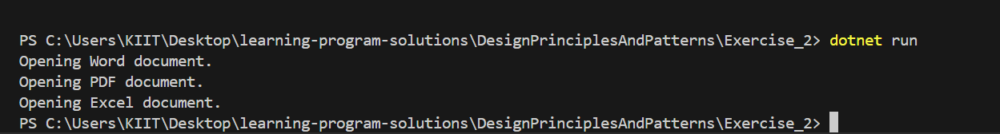 PS C:\Users\KIIT\Desktop\learning-program-solutions\DesignPrinciplesAndPatterns\Exercise_2> dotnet run
Opening Word document.
Opening PDF document.
Opening Excel document.
PS C:\Users\KIIT\Desktop\learning-program-solutions\DesignPrinciplesAndPatterns\Exercise_2>